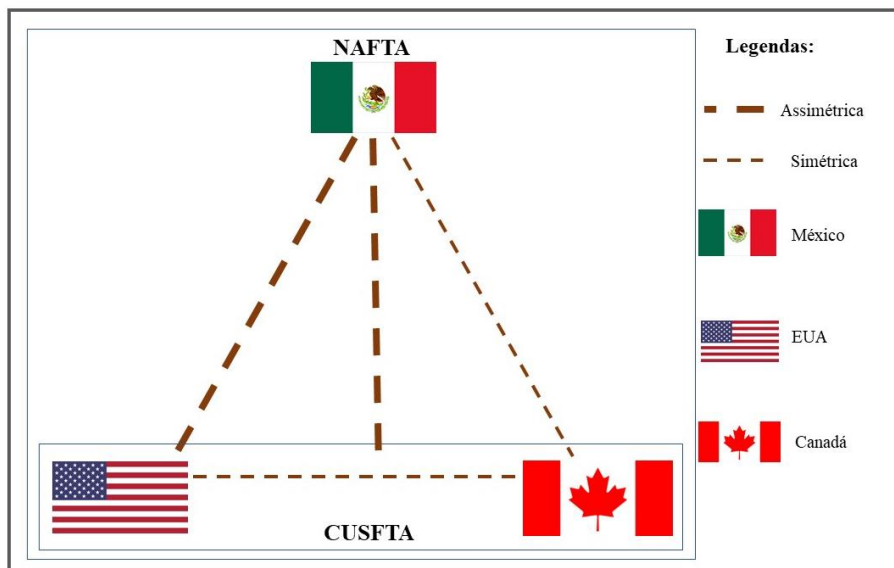 NAFTA
CUSFTA
Legendas:
Assimétrica
Simétrica
México
EUA
Canadá